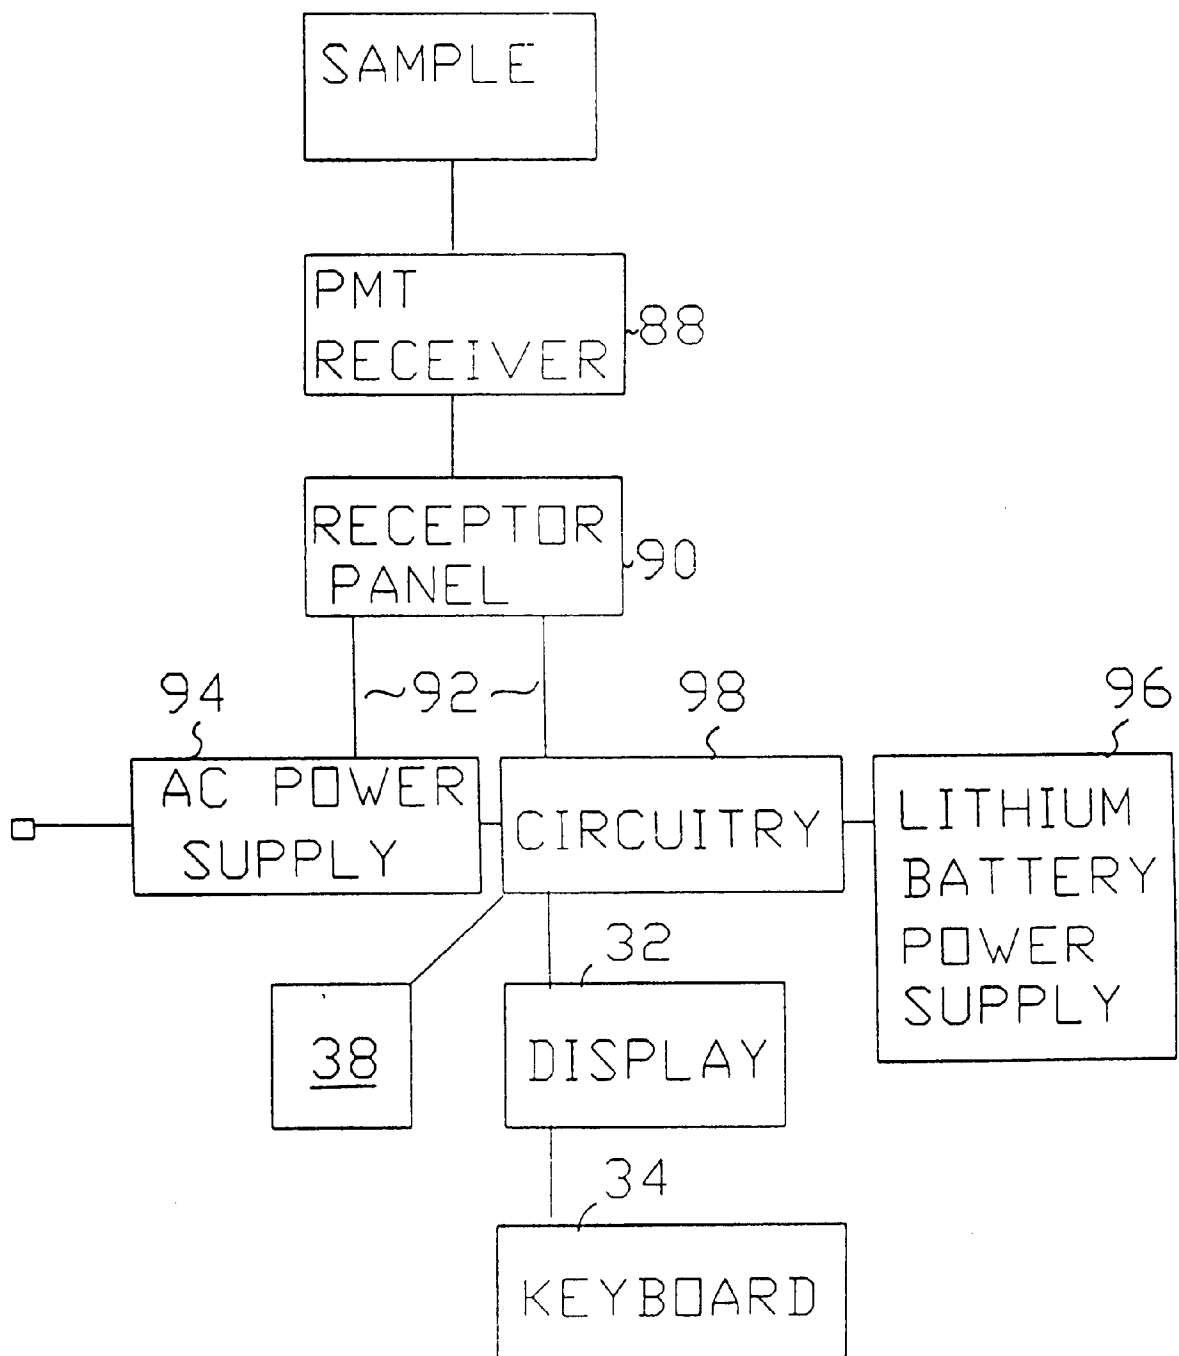 SAMPLE
PMT
RECEIVER
88
RECEPTOR
PANEL
90
92
94
98
96
AC POWER
SUPPLY
CIRCUITRY
LITHIUM
BATTERY
POWER
SUPPLY
32
38
DISPLAY
34
KEYBOARD